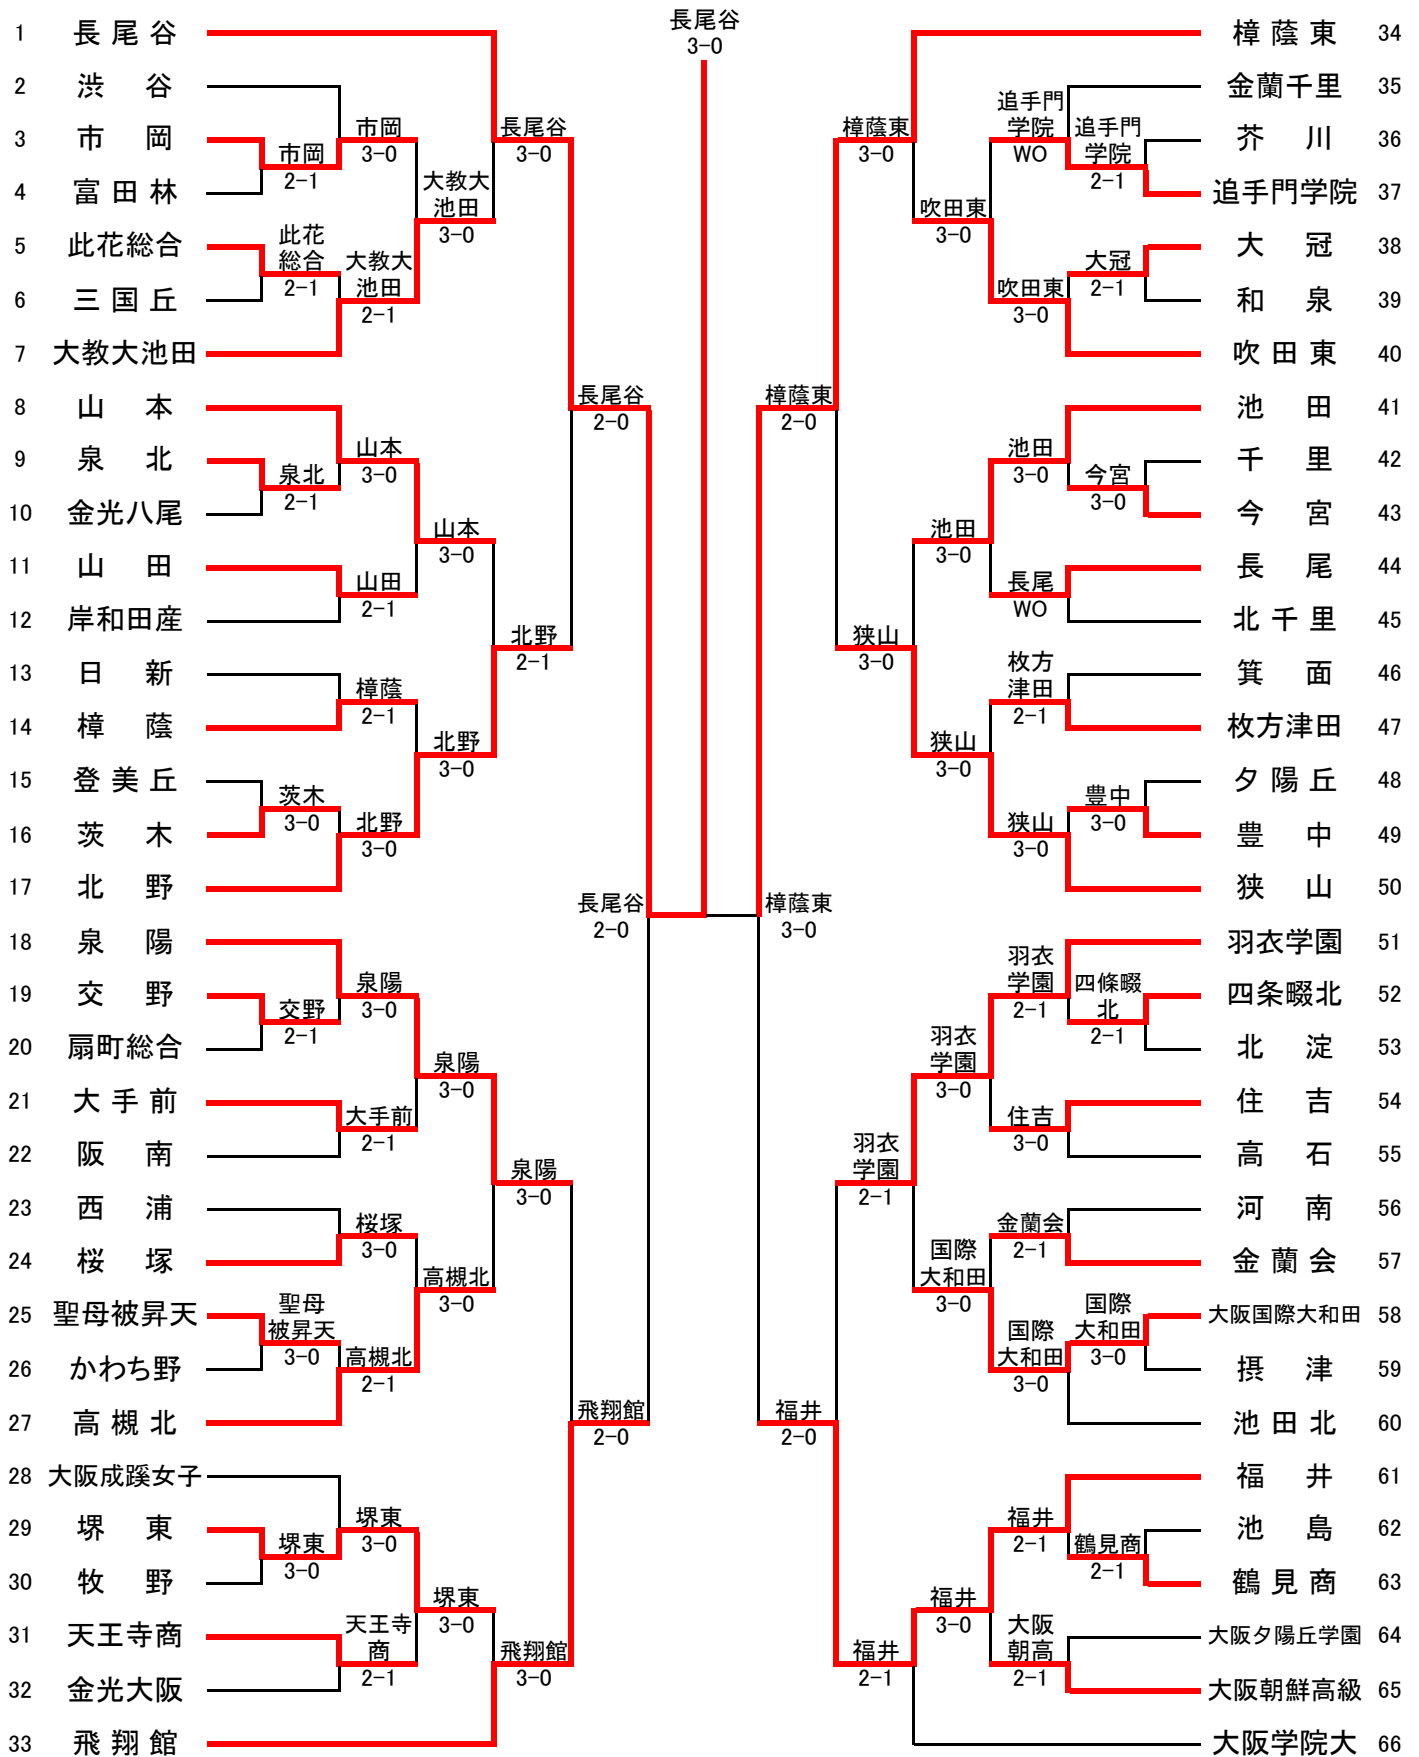 長尾谷
3-0
1 長尾谷
2 渋谷
3 市岡
4 富田林
5 此花総合
6 三国丘
7 大教大池田
8 山本
9 泉北
10 金光八尾
11 山田
12 岸和田産
13 日新
14 樟蔭
15 登美丘
16 茨木
17 北野
18 泉陽
19 交野
20 扇町総合
21 大手前
22 阪南
23 西浦
24 桜塚
25 聖母被昇天
26 かわち野
27 高槻北
28 大阪成蹊女子
29 堺東
30 牧野
31 天王寺商
32 金光大阪
33 飛翔館
市岡
2-1
此花
総合
2-1
泉北
2-1
茨木
3-0
交野
2-1
聖母
被昇天
3-0
堺東
3-0
市岡
3-0
大教大
池田
2-1
山本
3-0
山田
2-1
樟蔭
2-1
北野
3-0
泉陽
3-0
大手前
2-1
桜塚
3-0
高槻北
2-1
堺東
3-0
天王寺
商
2-1
大教大
池田
3-0
山本
3-0
北野
3-0
泉陽
3-0
高槻北
3-0
堺東
3-0
長尾谷
3-0
北野
2-1
泉陽
3-0
飛翔館
3-0
長尾谷
2-0
飛翔館
2-0
長尾谷
2-0
樟蔭東
3-0
樟蔭東
2-0
福井
2-0
樟蔭東
3-0
狭山
3-0
羽衣
学園
2-1
福井
2-1
吹田東
3-0
池田
3-0
狭山
3-0
羽衣
学園
3-0
国際
大和田
3-0
福井
3-0
追手門
学院
WO
吹田東
3-0
池田
3-0
長尾
WO
枚方
津田
2-1
狭山
3-0
羽衣
学園
2-1
住吉
3-0
金蘭会
2-1
国際
大和田
3-0
福井
2-1
大阪
朝高
2-1
追手門
学院
2-1
大冠
2-1
今宮
3-0
豊中
3-0
四條畷
北
2-1
国際
大和田
3-0
鶴見商
2-1
樟蔭東 34
金蘭千里 35
芥川 36
追手門学院 37
大冠 38
和泉 39
吹田東 40
池田 41
千里 42
今宮 43
長尾 44
北千里 45
箕面 46
枚方津田 47
夕陽丘 48
豊中 49
狭山 50
羽衣学園 51
四条畷北 52
北淀 53
住吉 54
高石 55
河南 56
金蘭会 57
大阪国際大和田 58
摂津 59
池田北 60
福井 61
池島 62
鶴見商 63
大阪夕陽丘学園 64
大阪朝鮮高級 65
大阪学院大 66